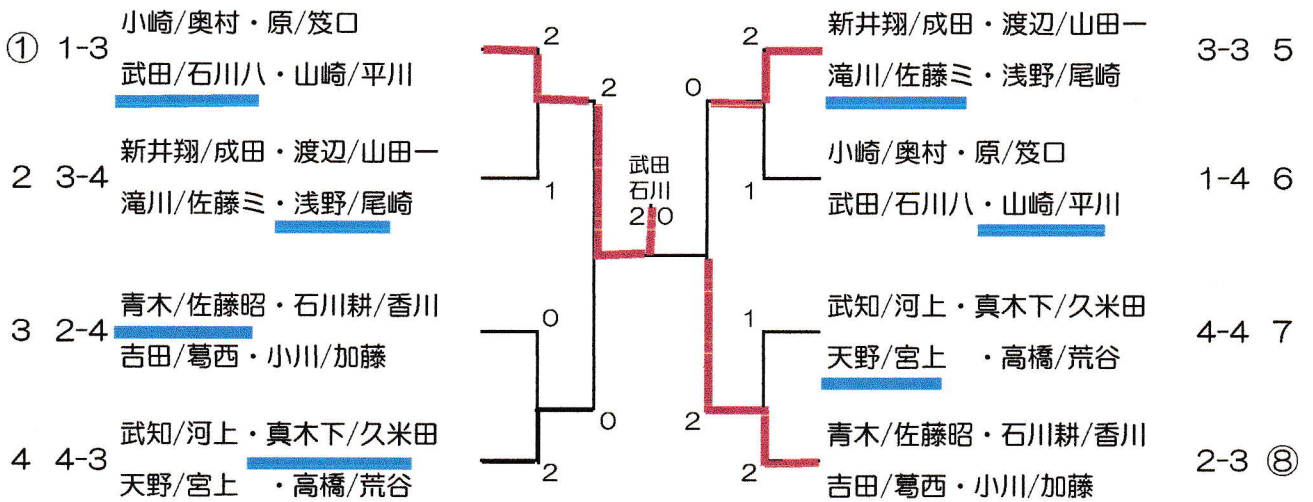 小崎/奥村・原/笈口
① 1-3
武田/石川八・山崎/平川
新井翔/成田・渡辺/山田一
2 3-4
滝川/佐藤ミ・浅野/尾崎
青木/佐藤昭・石川耕/香川
3 2-4
吉田/葛西・小川/加藤
武知/河上・真木下/久米田
4 4-3
天野/宮上 ・高橋/荒谷
2
2
1
0
0
2
武田
石川
2 0
2
0
1
1
2
2
新井翔/成田・渡辺/山田一
3-3 5
滝川/佐藤ミ・浅野/尾崎
小崎/奥村・原/笈口
1-4 6
武田/石川八・山崎/平川
武知/河上・真木下/久米田
4-4 7
天野/宮上 ・高橋/荒谷
青木/佐藤昭・石川耕/香川
2-3 ⑧
吉田/葛西・小川/加藤